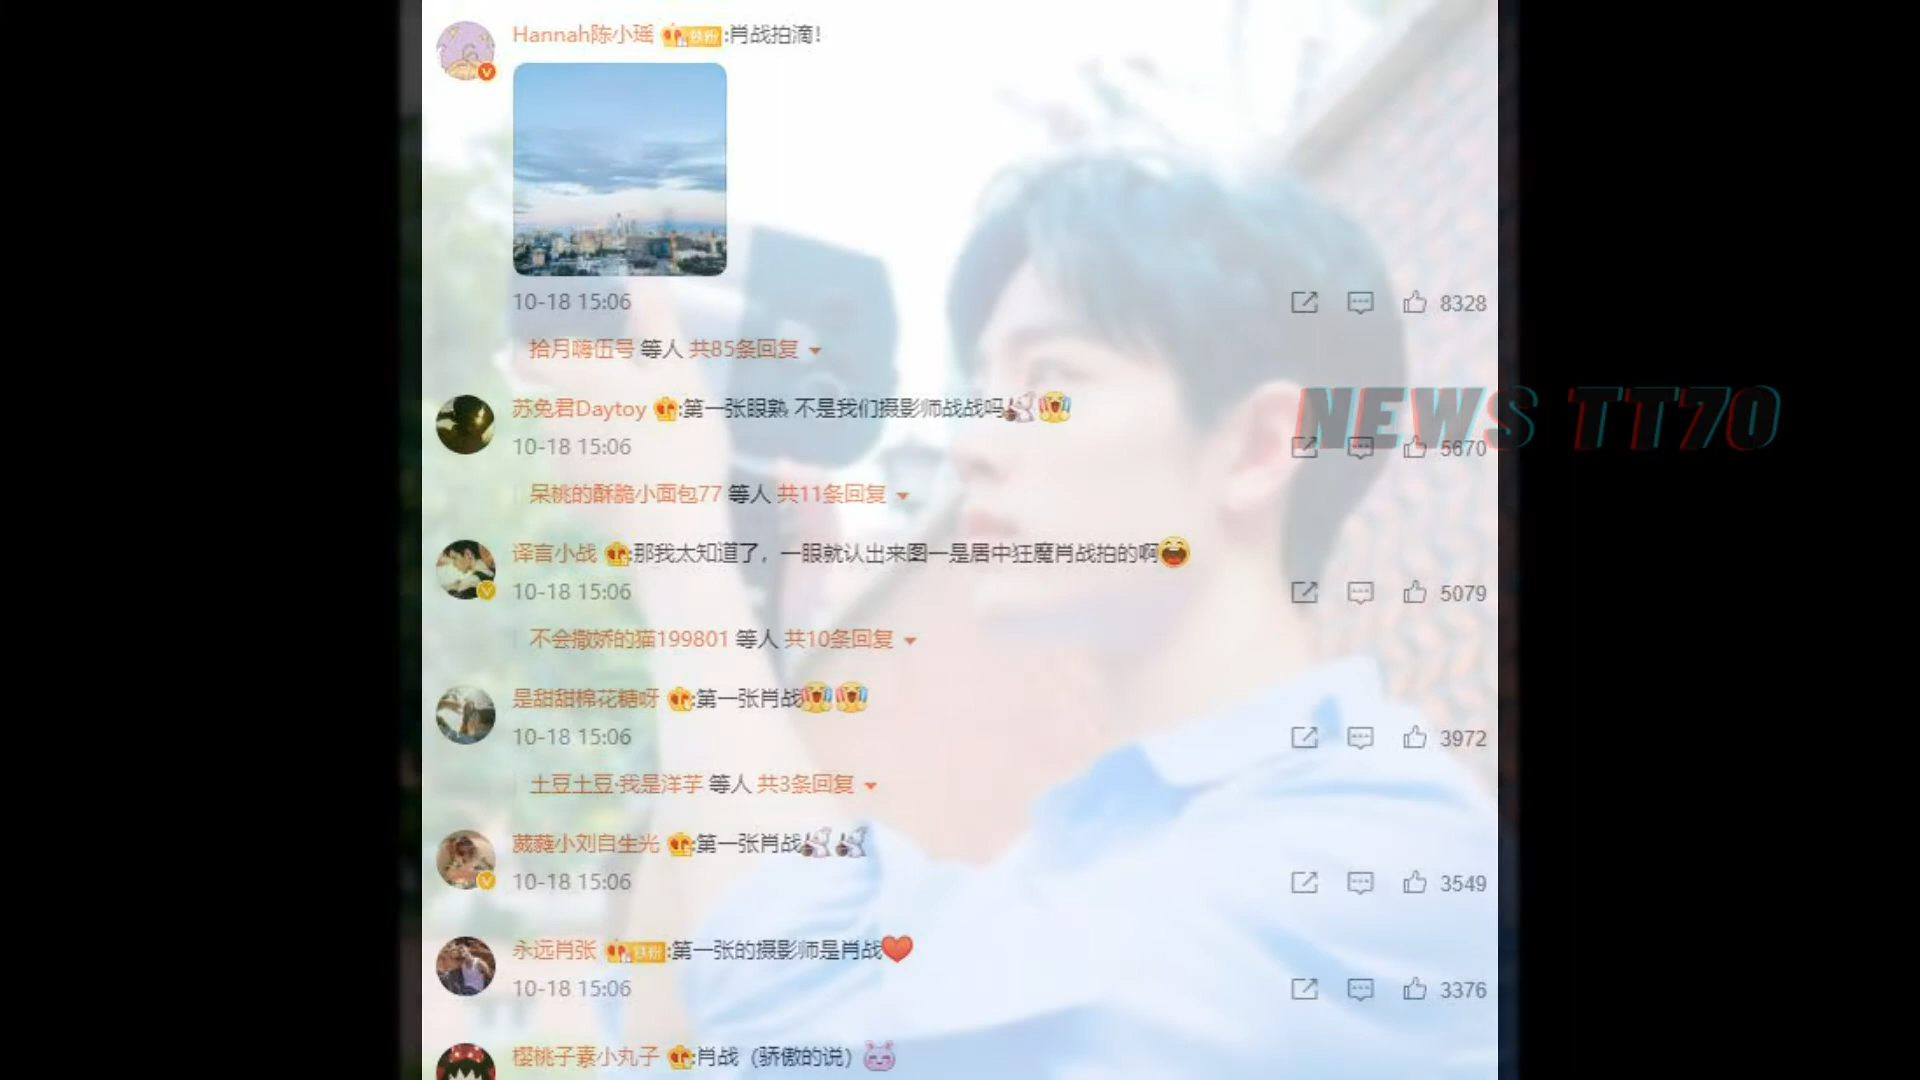 Hannah陈小瑶 铁粉:肖战拍滴!
10-18 15:06
8328
拾月嗨伍号 等人 共85条回复
苏免君Daytoy :第一张眼熟 不是我们摄影师战战吗
NEWS TT70
10-18 15:06
5670
呆桃的酥脆小面包77 等人 共11条回复
译言小战 :那我太知道了，一眼就认出来图一是居中狂魔肖战拍的啊
10-18 15:06
5079
不会撒娇的猫199801 等人 共10条回复
是甜甜棉花糖呀 :第一张肖战
10-18 15:06
3972
土豆土豆·我是洋芋 等人 共3条回复
葳蕤小刘自生光 :第一张肖战
10-18 15:06
3549
永远肖张 铁粉:第一张的摄影师是肖战
10-18 15:06
3376
樱桃子素小丸子 :肖战（骄傲的说）